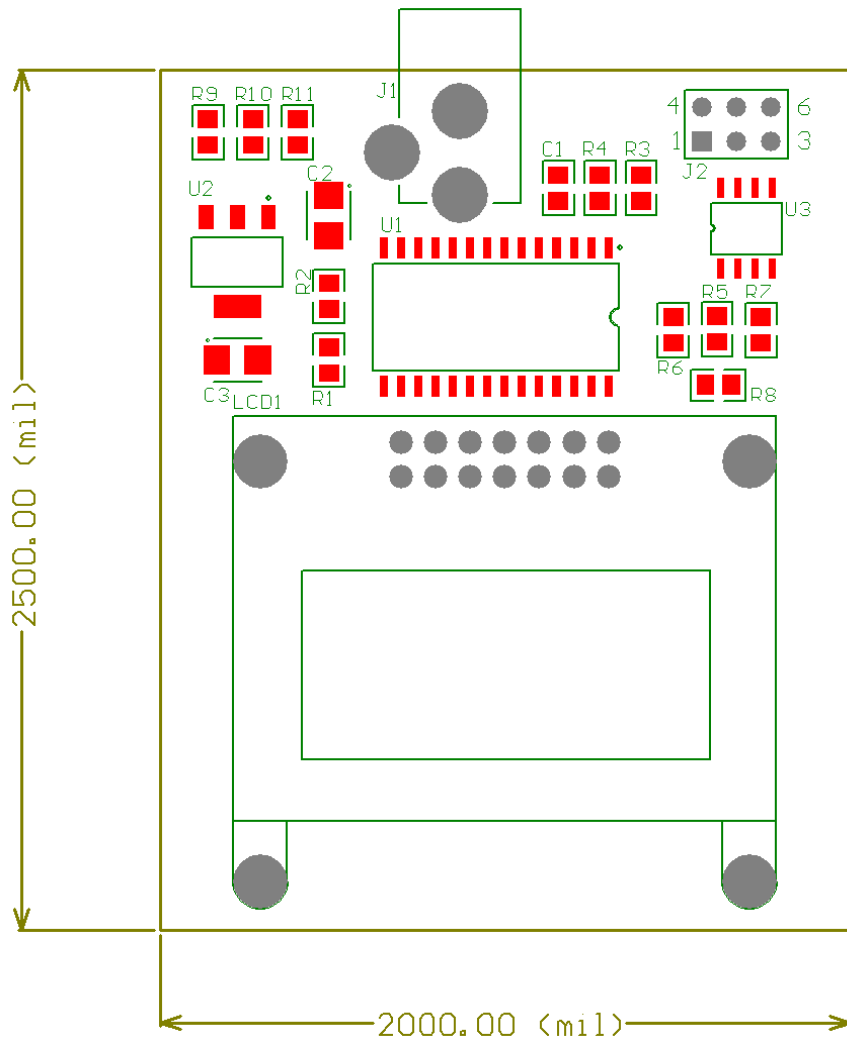 R9 R10 R11
J1
4 6
1 3
J2
C1 R4 R3
C2
U2
U1
U3
R2
R5 R7
R6
R8
C3
LCD1
R1
2500.00 (mil)
2000.00 (mil)